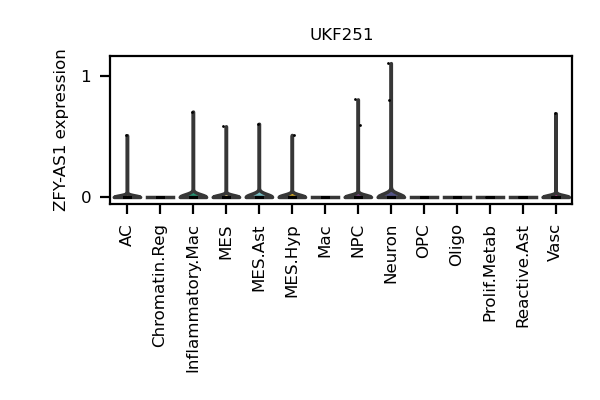 UKF251
ZFY-AS1 expression
1
0
AC
Chromatin.Reg
Inflammatory.Mac
MES
MES.Ast
MES.Hyp
Mac
NPC
Neuron
OPC
Oligo
Prolif.Metab
Reactive.Ast
Vasc